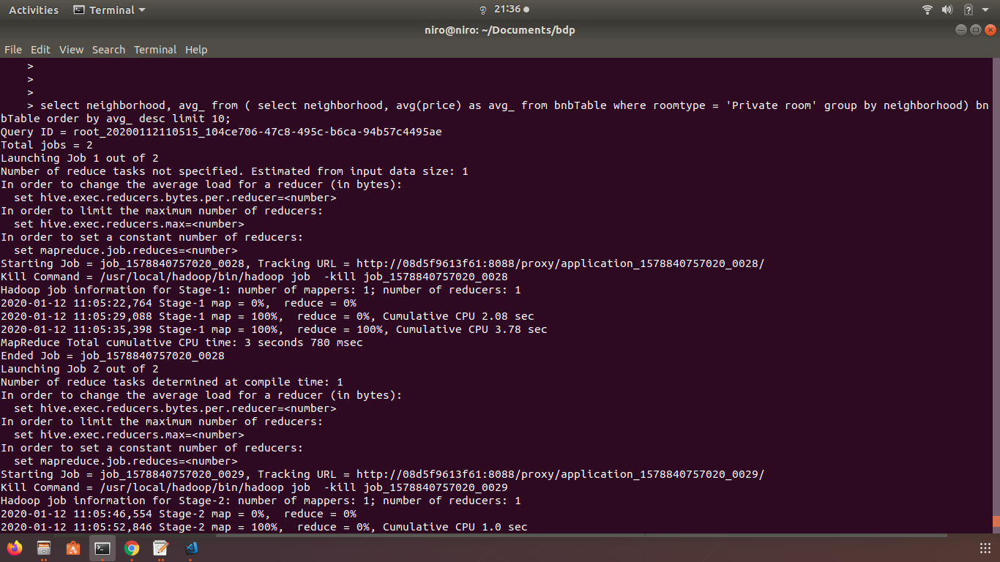 Activities Terminal 21:36
niro@niro: ~/Documents/bdp
File Edit View Search Terminal Help
>
>
>
> select neighborhood, avg_ from ( select neighborhood, avg(price) as avg_ from bnbTable where roomtype = 'Private room' group by neighborhood) bn
bTable order by avg_ desc limit 10;
Query ID = root_20200112110515_104ce706-47c8-495c-b6ca-94b57c4495ae
Total jobs = 2
Launching Job 1 out of 2
Number of reduce tasks not specified. Estimated from input data size: 1
In order to change the average load for a reducer (in bytes):
  set hive.exec.reducers.bytes.per.reducer=<number>
In order to limit the maximum number of reducers:
  set hive.exec.reducers.max=<number>
In order to set a constant number of reducers:
  set mapreduce.job.reduces=<number>
Starting Job = job_1578840757020_0028, Tracking URL = http://08d5f9613f61:8088/proxy/application_1578840757020_0028/
Kill Command = /usr/local/hadoop/bin/hadoop job  -kill job_1578840757020_0028
Hadoop job information for Stage-1: number of mappers: 1; number of reducers: 1
2020-01-12 11:05:22,764 Stage-1 map = 0%,  reduce = 0%
2020-01-12 11:05:29,088 Stage-1 map = 100%,  reduce = 0%, Cumulative CPU 2.08 sec
2020-01-12 11:05:35,398 Stage-1 map = 100%,  reduce = 100%, Cumulative CPU 3.78 sec
MapReduce Total cumulative CPU time: 3 seconds 780 msec
Ended Job = job_1578840757020_0028
Launching Job 2 out of 2
Number of reduce tasks determined at compile time: 1
In order to change the average load for a reducer (in bytes):
  set hive.exec.reducers.bytes.per.reducer=<number>
In order to limit the maximum number of reducers:
  set hive.exec.reducers.max=<number>
In order to set a constant number of reducers:
  set mapreduce.job.reduces=<number>
Starting Job = job_1578840757020_0029, Tracking URL = http://08d5f9613f61:8088/proxy/application_1578840757020_0029/
Kill Command = /usr/local/hadoop/bin/hadoop job  -kill job_1578840757020_0029
Hadoop job information for Stage-2: number of mappers: 1; number of reducers: 1
2020-01-12 11:05:46,554 Stage-2 map = 0%,  reduce = 0%
2020-01-12 11:05:52,846 Stage-2 map = 100%,  reduce = 0%, Cumulative CPU 1.0 sec